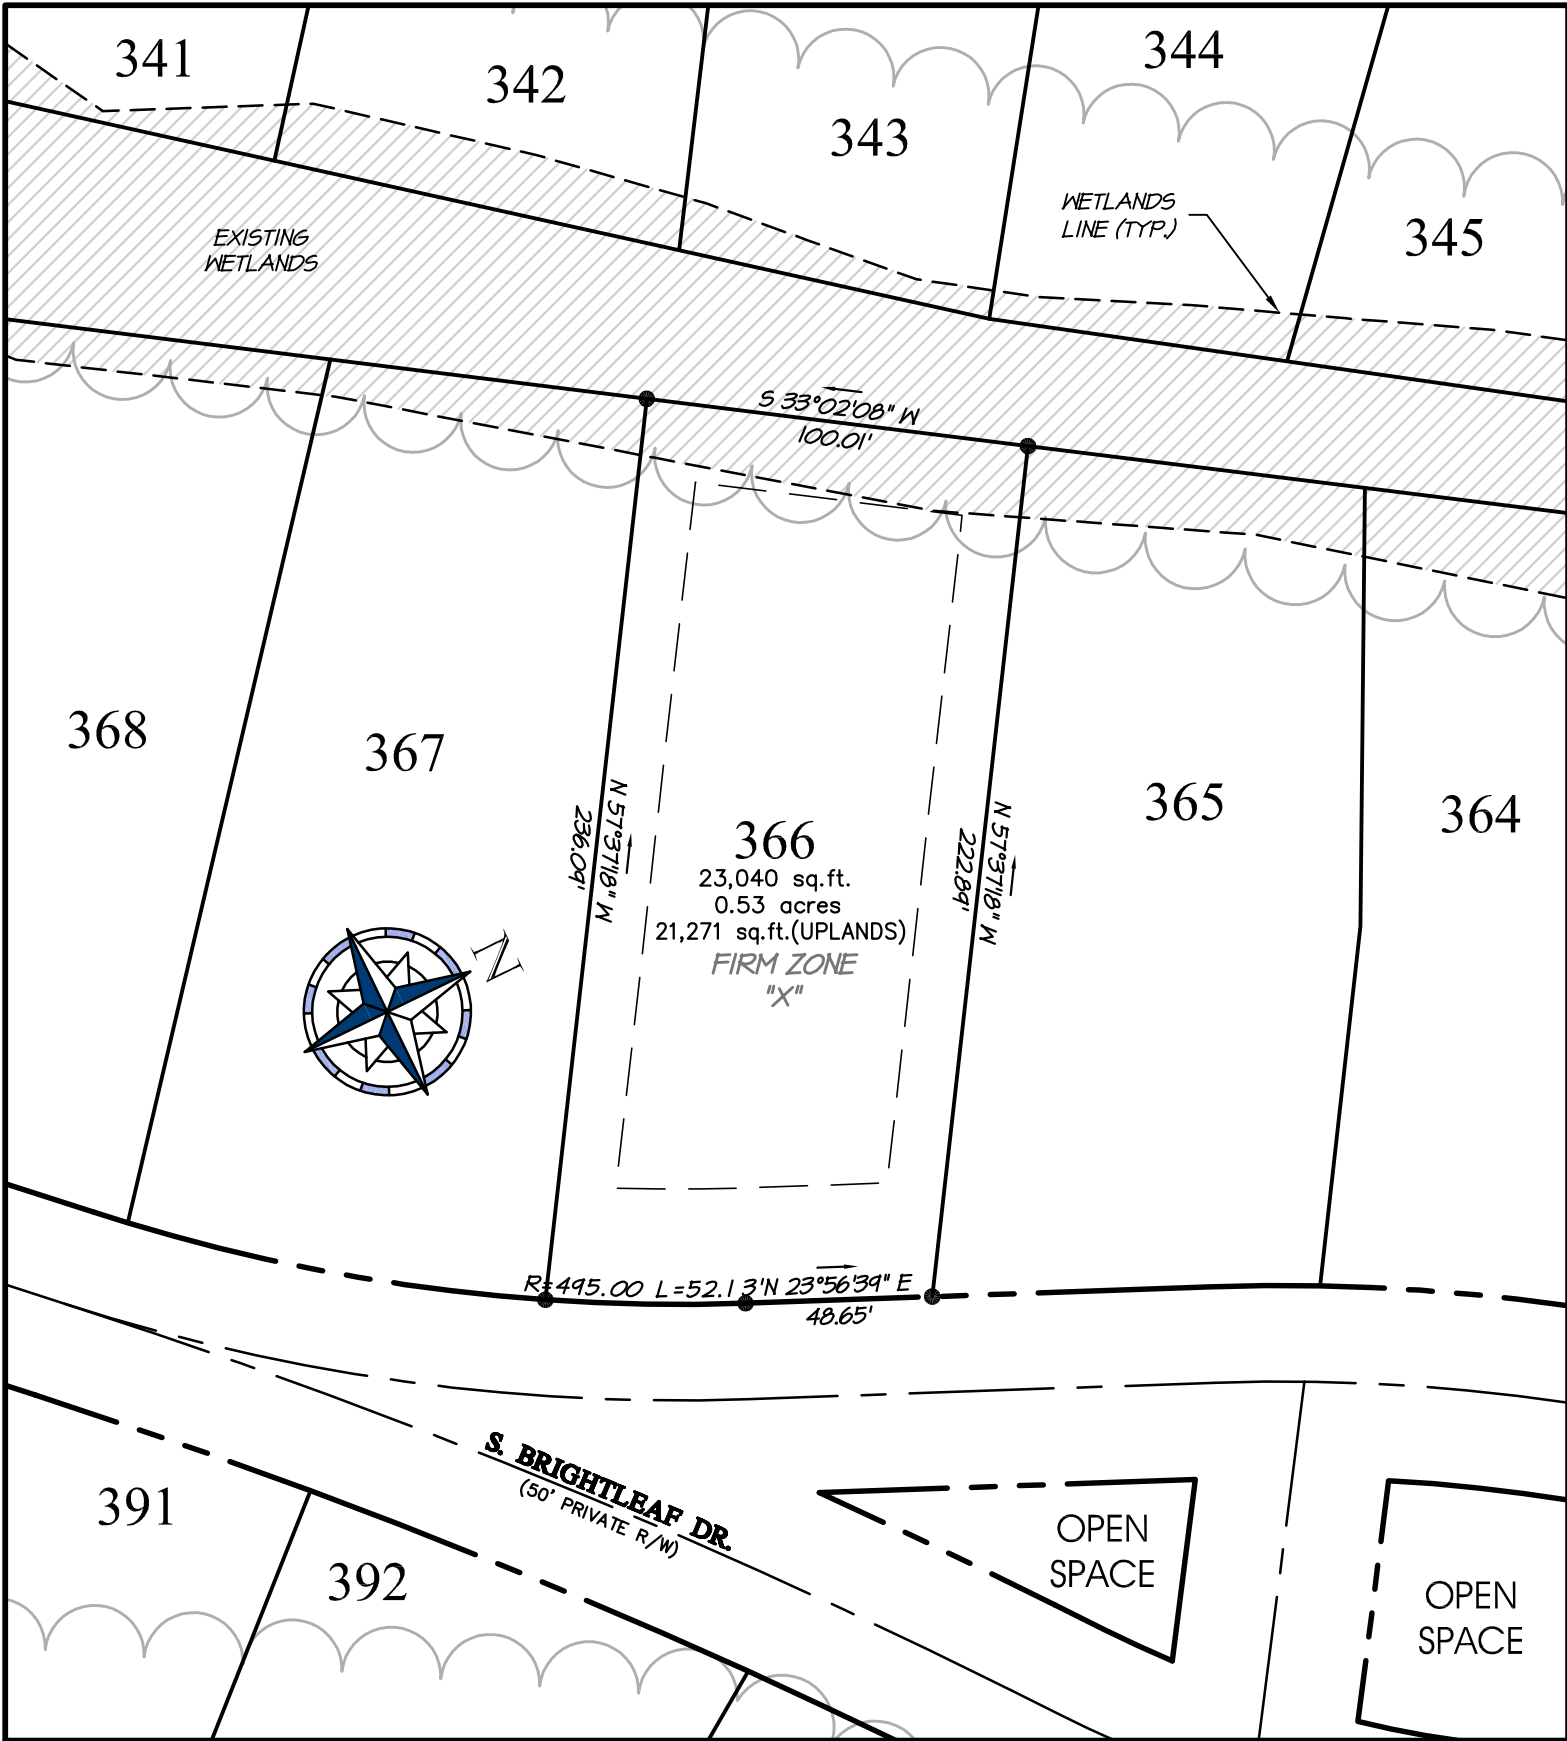 341
342
343
344
345
WETLANDS
LINE (TYP.)
EXISTING
WETLANDS
S 33°02'08" W
100.01'
368
367
N 57°37'18" W
236.09'
366
23,040 sq.ft.
0.53 acres
21,271 sq.ft.(UPLANDS)
FIRM ZONE
"X"
N 57°37'18" W
222.89'
365
364
N
R=495.00 L=52.13' N 23°56'39" E
48.65'
S. BRIGHTLEAF DR.
(50' PRIVATE R/W)
391
392
OPEN
SPACE
OPEN
SPACE